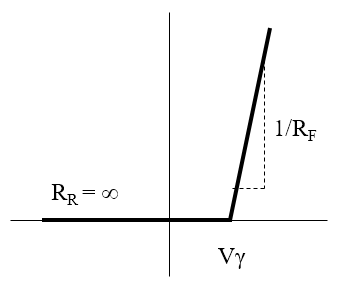 1/R_F
R_R = ∞
Vγ